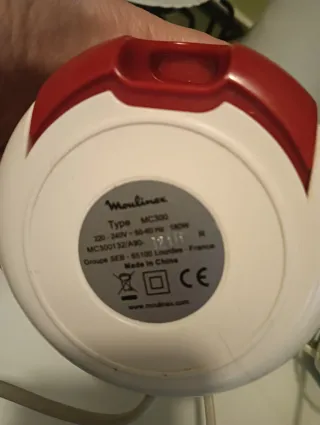 Moulinex
Type MC300
220 - 240V ~ 50-60 Hz 180W
MC300132/A90-
Groupe SEB - 65100 Lourdes - France
Made in China
CE
www.moulinex.com